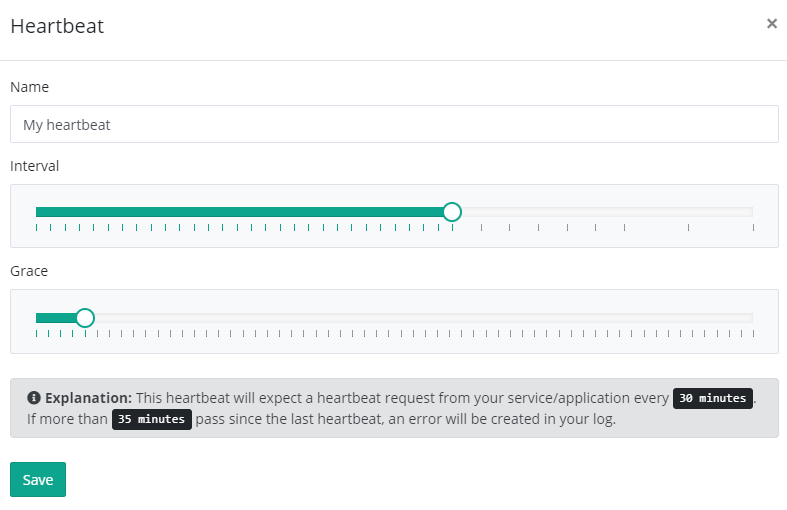 Heartbeat
×
Name
My heartbeat
Interval
Grace
Explanation: This heartbeat will expect a heartbeat request from your service/application every 30 minutes.
If more than 35 minutes pass since the last heartbeat, an error will be created in your log.
Save